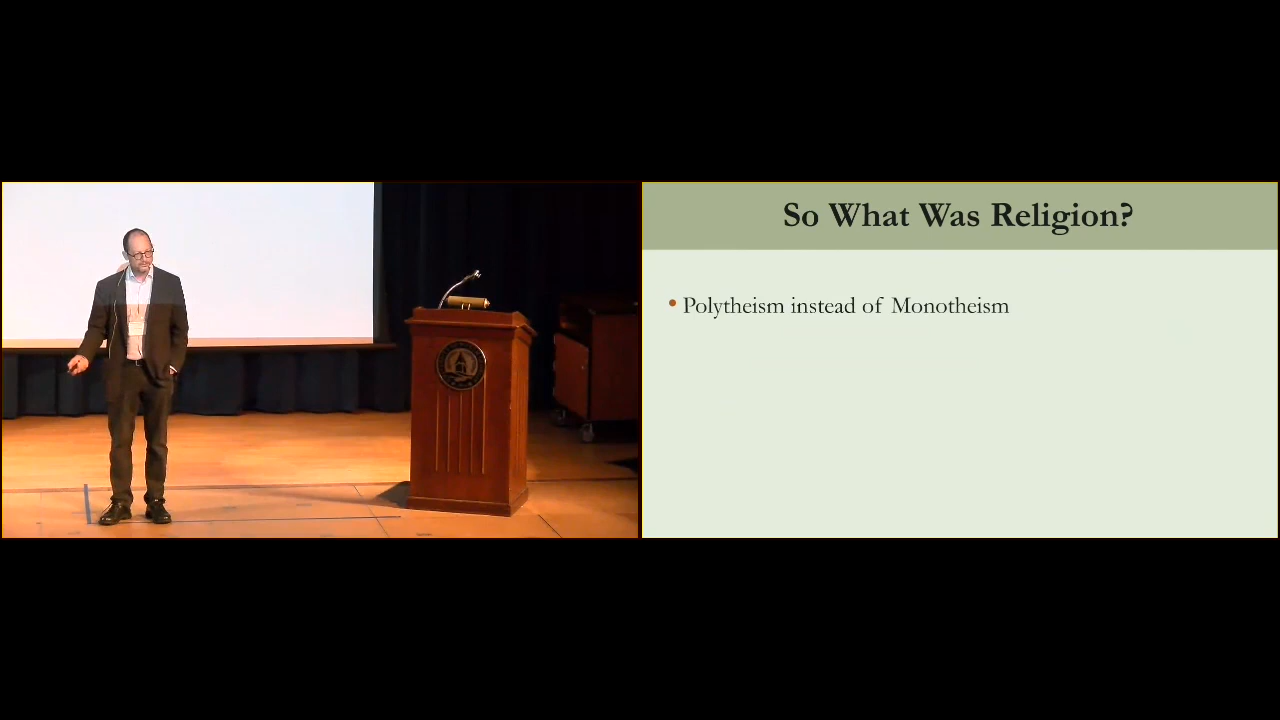 So What Was Religion?
• Polytheism instead of Monotheism